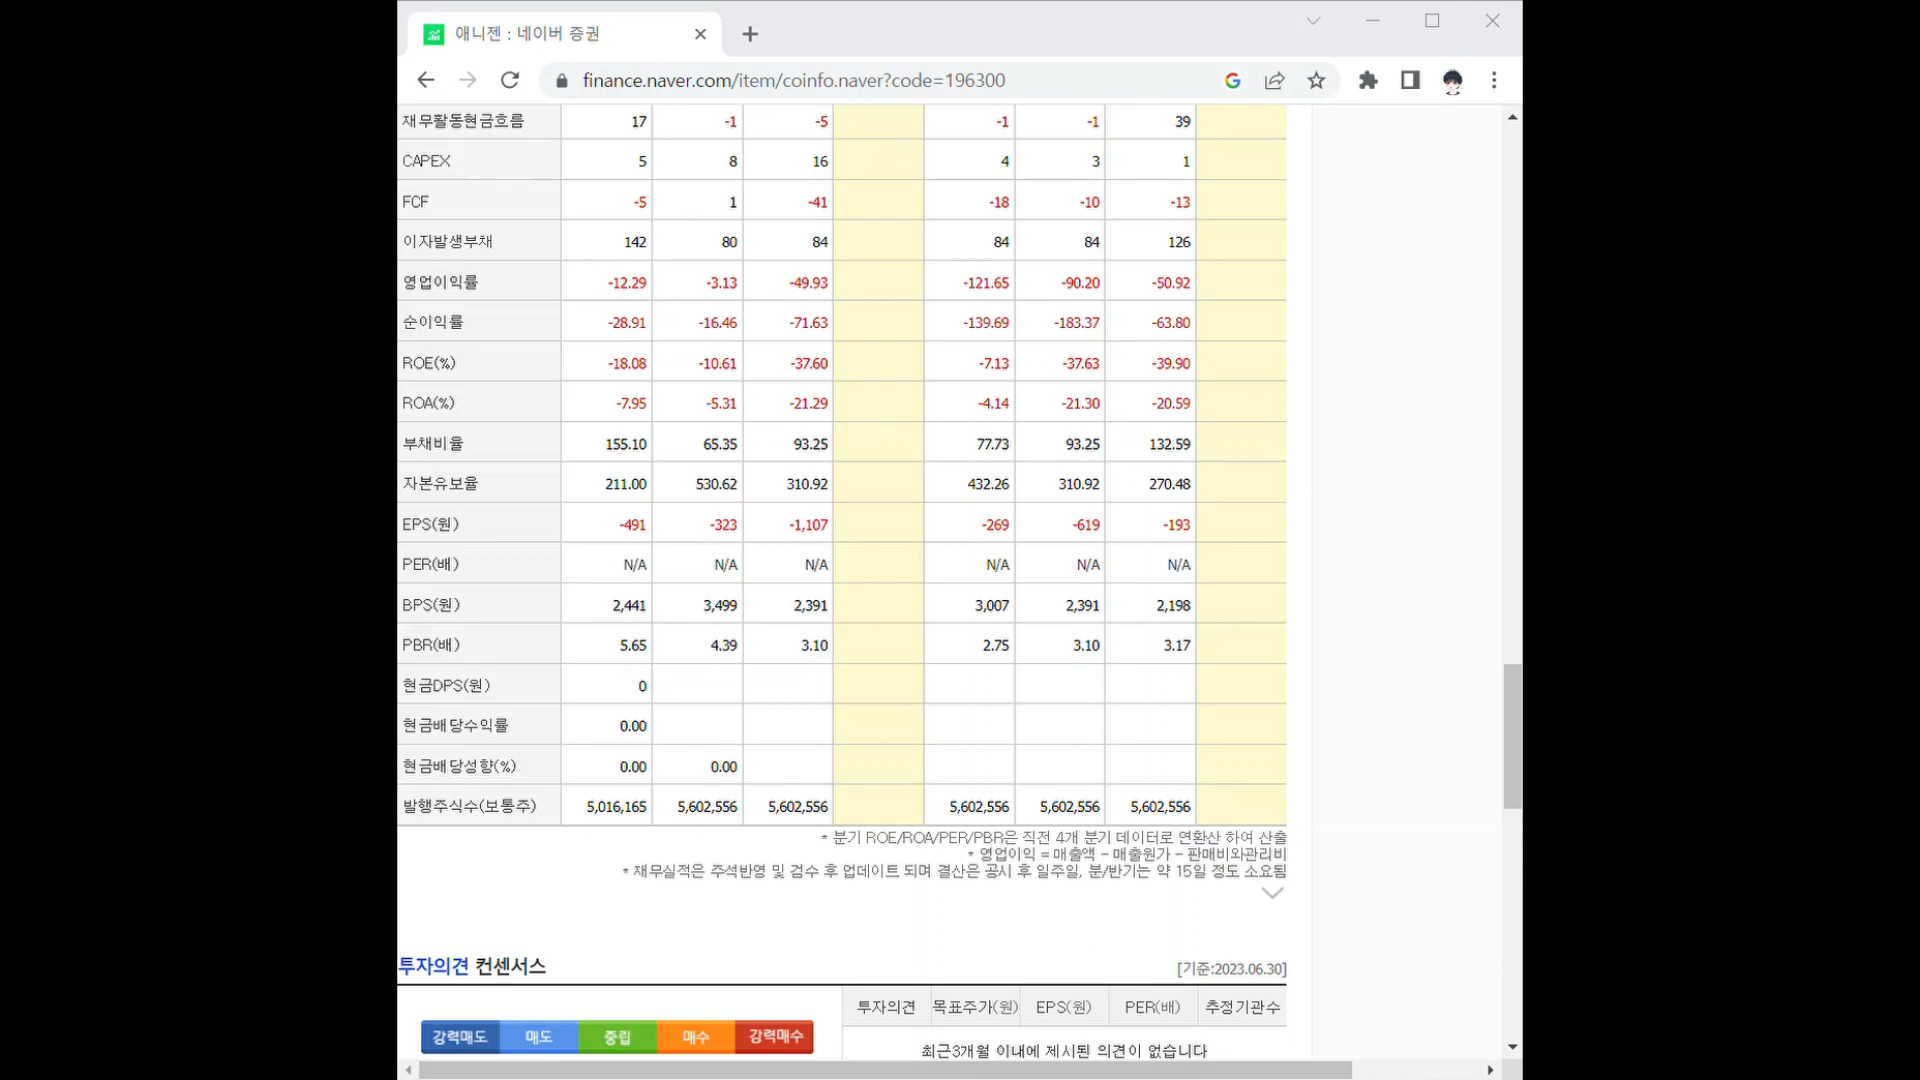 애니젠 : 네이버 증권
finance.naver.com/item/coinfo.naver?code=196300
재무활동현금흐름 17 -1 -5 -1 -1 39
CAPEX 5 8 16 4 3 1
FCF -5 1 -41 -18 -10 -13
이자발생부채 142 80 84 84 84 126
영업이익률 -12.29 -3.13 -49.93 -121.65 -90.20 -50.92
순이익률 -28.91 -16.46 -71.63 -139.69 -183.37 -63.80
ROE(%) -18.08 -10.61 -37.60 -7.13 -37.63 -39.90
ROA(%) -7.95 -5.31 -21.29 -4.14 -21.30 -20.59
부채비율 155.10 65.35 93.25 77.73 93.25 132.59
자본유보율 211.00 530.62 310.92 432.26 310.92 270.48
EPS(원) -491 -323 -1,107 -269 -619 -193
PER(배) N/A N/A N/A N/A N/A N/A
BPS(원) 2,441 3,499 2,391 3,007 2,391 2,198
PBR(배) 5.65 4.39 3.10 2.75 3.10 3.17
현금DPS(원) 0
현금배당수익률 0.00
현금배당성향(%) 0.00 0.00
발행주식수(보통주) 5,016,165 5,602,556 5,602,556 5,602,556 5,602,556 5,602,556
* 분기 ROE/ROA/PER/PBR은 직전 4개 분기 데이터로 연환산 하여 산출
* 영업이익 = 매출액 - 매출원가 - 판매비와관리비
* 재무실적은 주석반영 및 검수 후 업데이트 되며 결산은 공시 후 일주일, 분/반기는 약 15일 정도 소요됨
투자의견 컨센서스 [기준:2023.06.30]
투자의견 목표주가(원) EPS(원) PER(배) 추정기관수
강력매도 매도 중립 매수 강력매수
최근3개월 이내에 제시된 의견이 없습니다